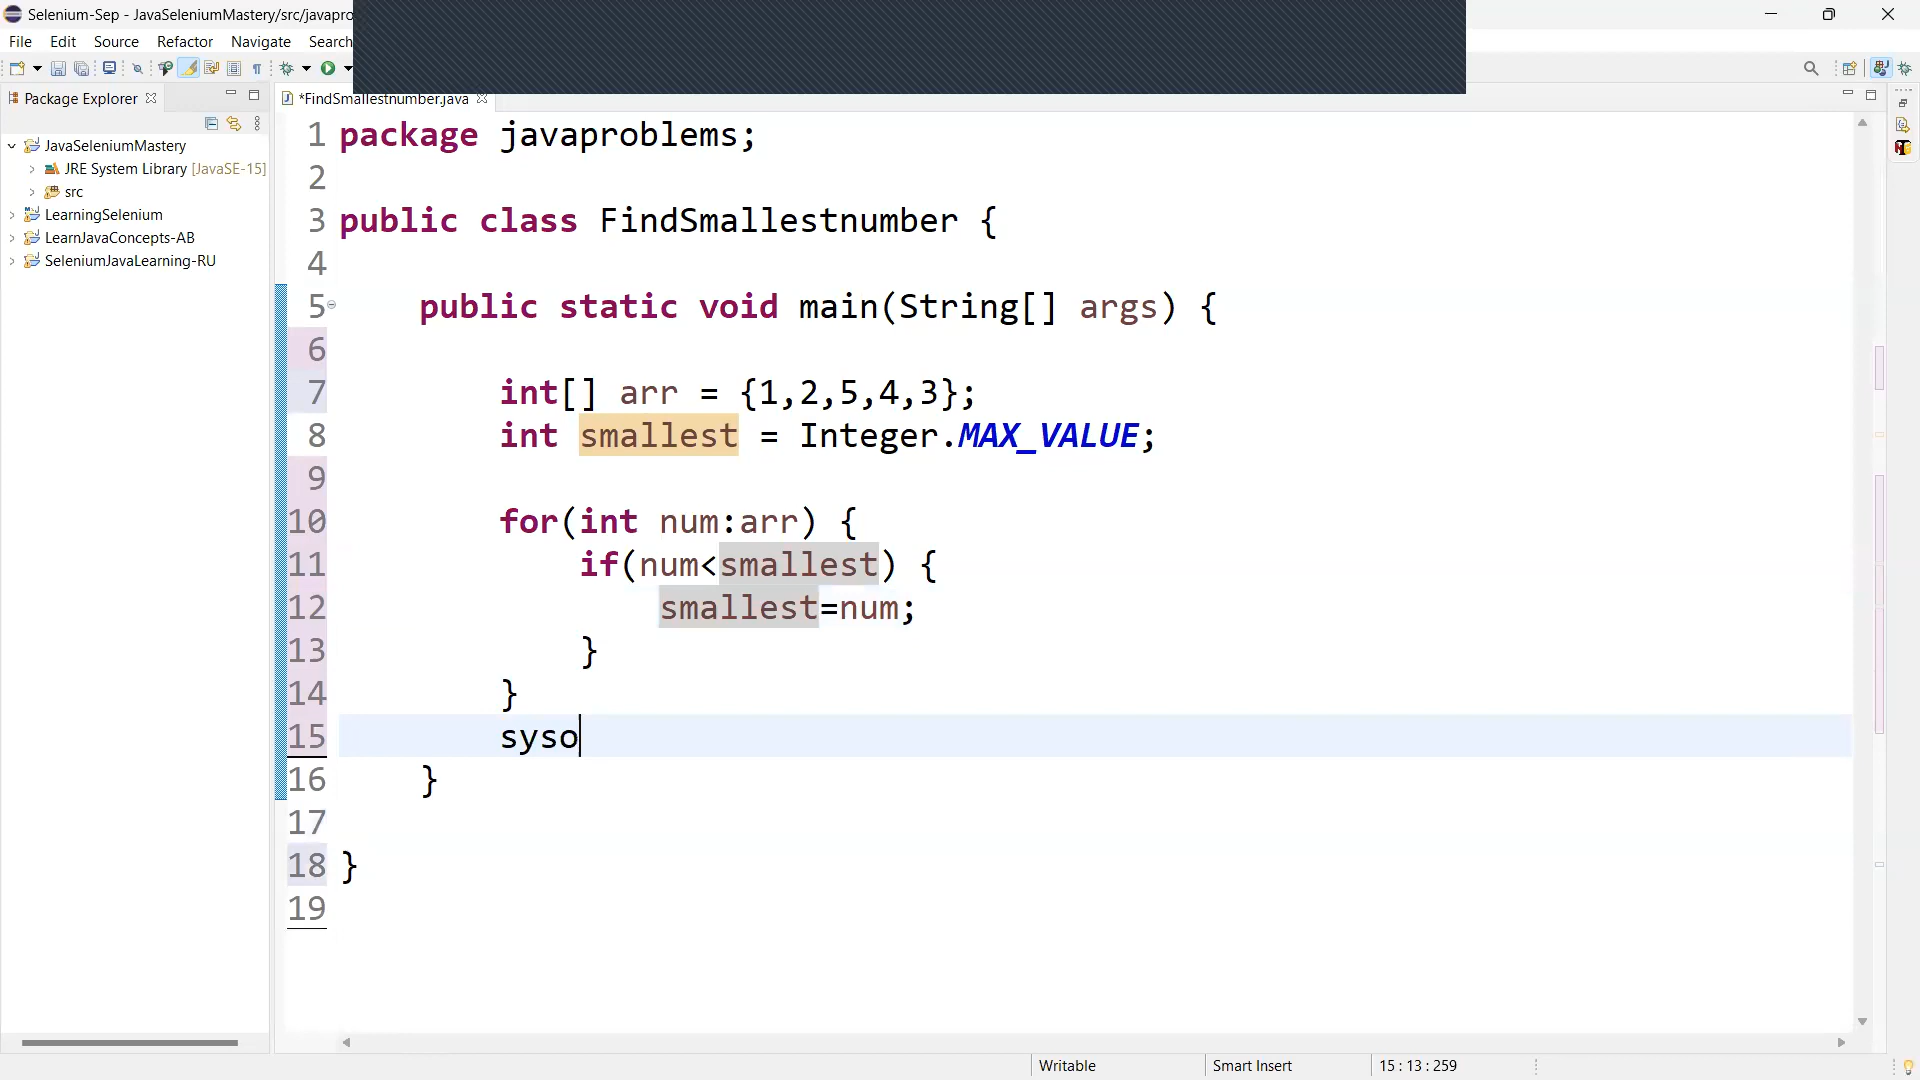 Selenium-Sep - JavaSeleniumMastery/src/javapro
File Edit Source Refactor Navigate Search
Package Explorer
*FindSmallestnumber.java
JavaSeleniumMastery
JRE System Library [JavaSE-15]
src
LearningSelenium
LearnJavaConcepts-AB
SeleniumJavaLearning-RU
1 package javaproblems;
2
3 public class FindSmallestnumber {
4
5 public static void main(String[] args) {
6
7 int[] arr = {1,2,5,4,3};
8 int smallest = Integer.MAX_VALUE;
9
10 for(int num:arr) {
11 if(num<smallest) {
12 smallest=num;
13 }
14 }
15 syso
16 }
17
18 }
19
Writable Smart Insert 15 : 13 : 259